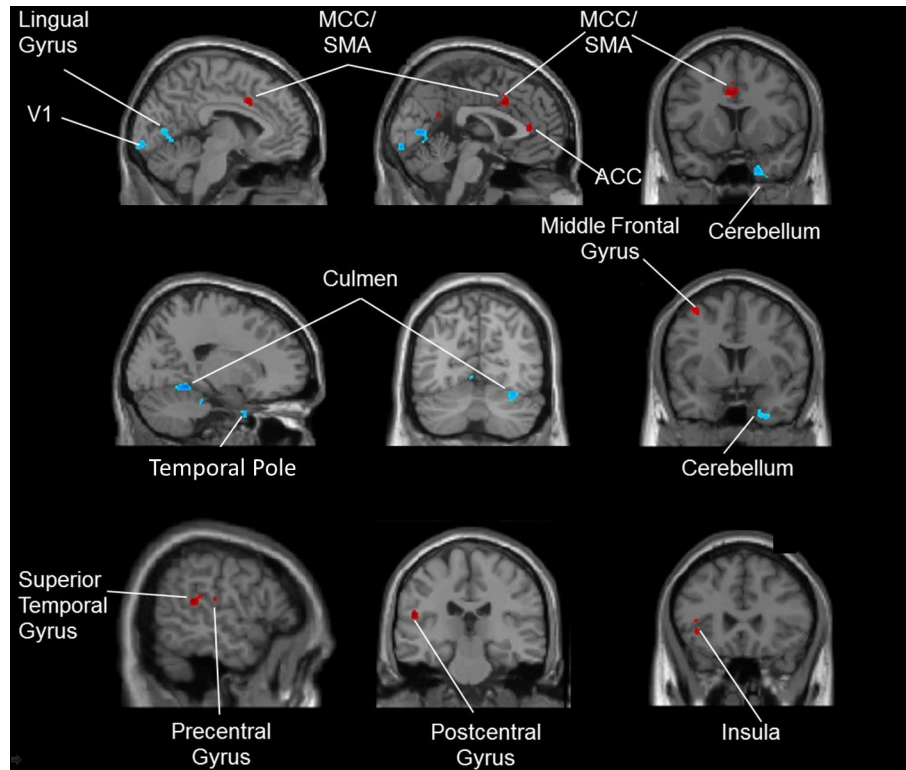 Lingual
Gyrus
MCC/
SMA
MCC/
SMA
V1
ACC
Cerebellum
Middle Frontal
Gyrus
Culmen
Temporal Pole
Cerebellum
Superior
Temporal
Gyrus
Precentral
Gyrus
Postcentral
Gyrus
Insula